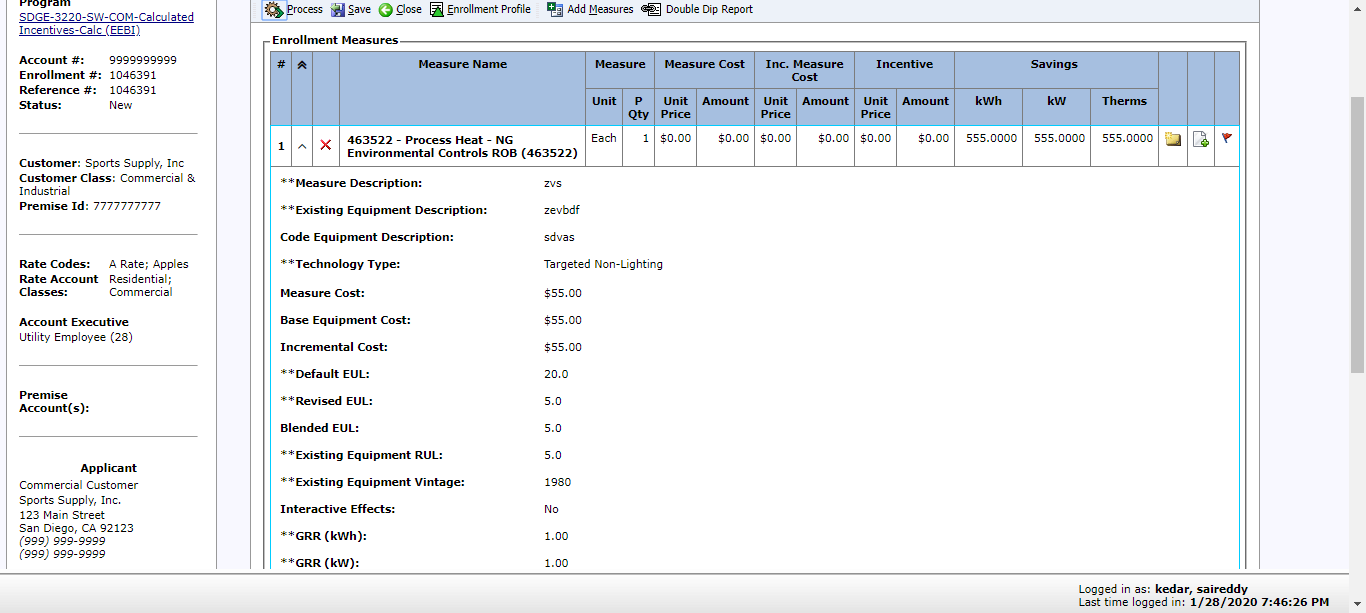 Program
SDGE-3220-SW-COM-Calculated
Incentives-Calc (EEBI)
Account #: 9999999999
Enrollment #: 1046391
Reference #: 1046391
Status: New
Customer: Sports Supply, Inc
Customer Class: Commercial &
Industrial
Premise Id: 7777777777
Rate Codes: A Rate; Apples
Rate Account Residential;
Classes: Commercial
Account Executive
Utility Employee (28)
Premise
Account(s):
Applicant
Commercial Customer
Sports Supply, Inc.
123 Main Street
San Diego, CA 92123
(999) 999-9999
(999) 999-9999
Process Save Close Enrollment Profile Add Measures Double Dip Report
Enrollment Measures
# Measure Name Measure Measure Cost Inc. Measure Cost Incentive Savings
Unit P Qty Unit Price Amount Unit Price Amount Unit Price Amount kWh kW Therms
1 463522 - Process Heat - NG Environmental Controls ROB (463522) Each 1 $0.00 $0.00 $0.00 $0.00 $0.00 $0.00 555.0000 555.0000 555.0000
**Measure Description: zvs
**Existing Equipment Description: zevbdf
Code Equipment Description: sdvas
**Technology Type: Targeted Non-Lighting
Measure Cost: $55.00
Base Equipment Cost: $55.00
Incremental Cost: $55.00
**Default EUL: 20.0
**Revised EUL: 5.0
Blended EUL: 5.0
**Existing Equipment RUL: 5.0
**Existing Equipment Vintage: 1980
Interactive Effects: No
**GRR (kWh): 1.00
**GRR (kW): 1.00
Logged in as: kedar, saireddy
Last time logged in: 1/28/2020 7:46:26 PM